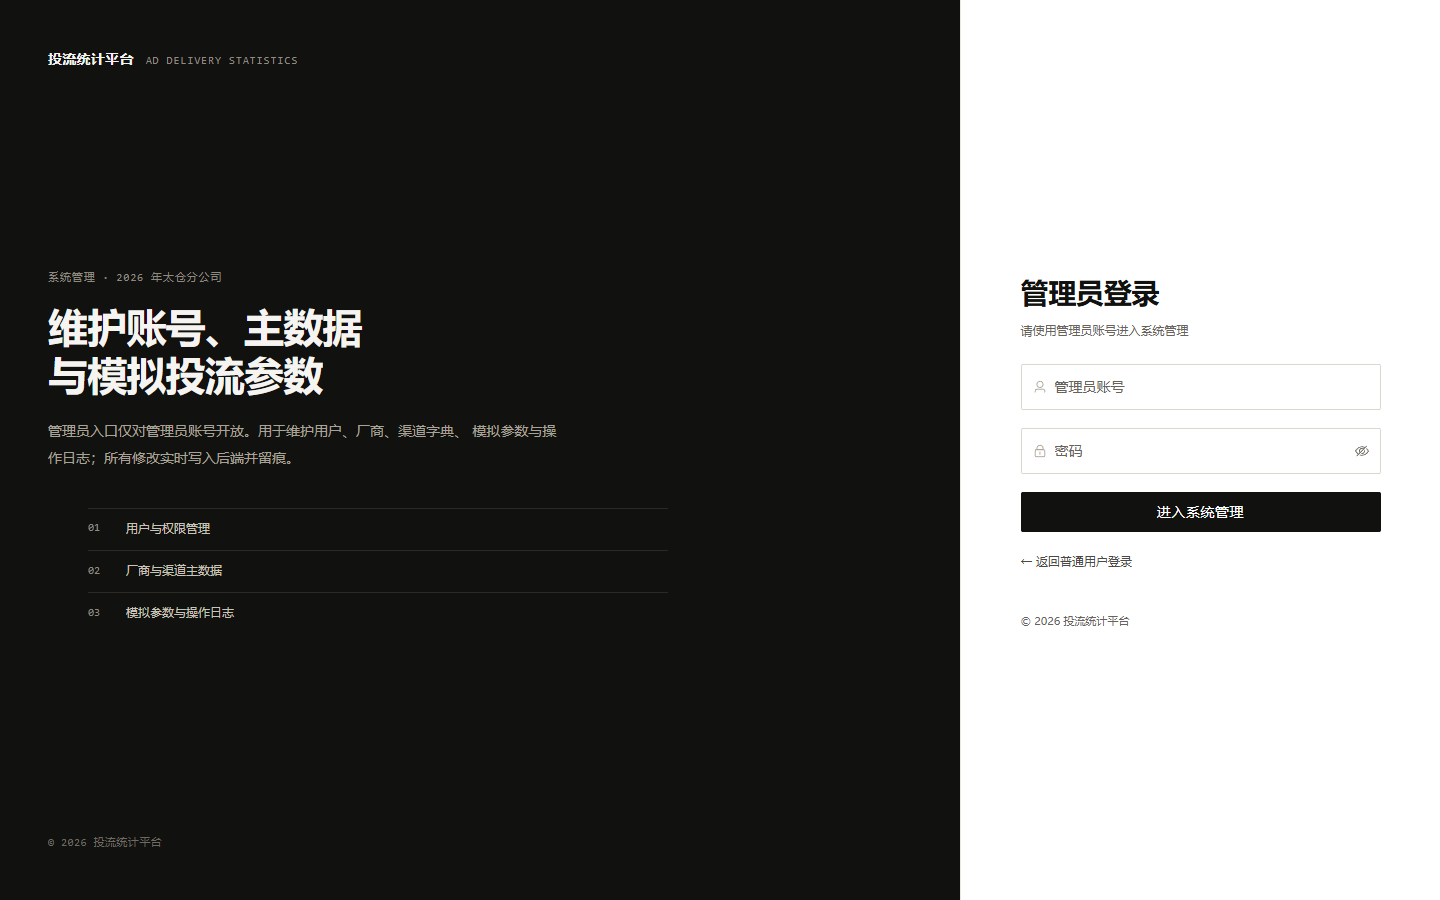 投流统计平台 AD DELIVERY STATISTICS
系统管理 · 2026 年太仓分公司
维护账号、主数据
与模拟投流参数
管理员入口仅对管理员账号开放。用于维护用户、厂商、渠道字典、 模拟参数与操
作日志；所有修改实时写入后端并留痕。
01 用户与权限管理
02 厂商与渠道主数据
03 模拟参数与操作日志
© 2026 投流统计平台
管理员登录
请使用管理员账号进入系统管理
管理员账号
密码
进入系统管理
← 返回普通用户登录
© 2026 投流统计平台